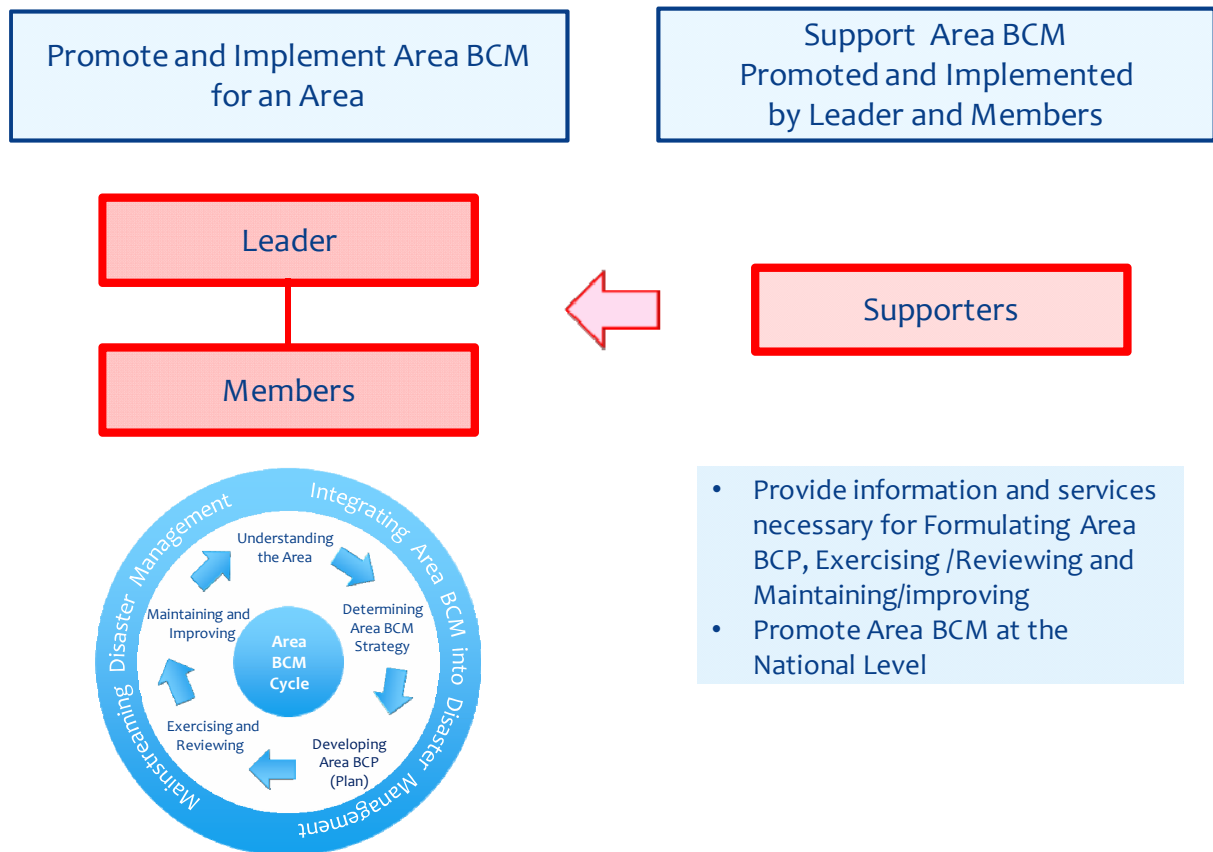 Promote and Implement Area BCM
for an Area
Support Area BCM
Promoted and Implemented
by Leader and Members
Leader
Members
Supporters
Mainstreaming Disaster Management
Integrating Area BCM into Disaster Management
Understanding
the Area
Determining
Area BCM
Strategy
Developing
Area BCP
(Plan)
Exercising and
Reviewing
Maintaining and
Improving
Area
BCM
Cycle
• Provide information and services
necessary for Formulating Area
BCP, Exercising /Reviewing and
Maintaining/improving
• Promote Area BCM at the
National Level